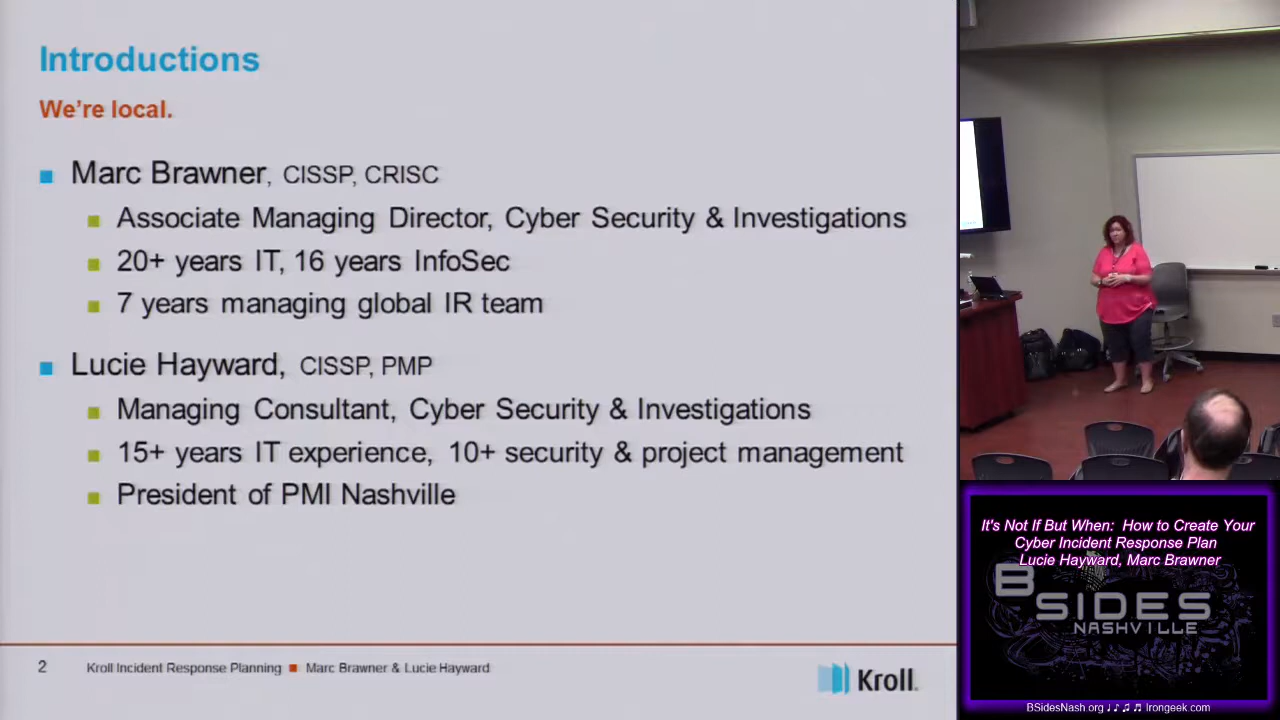 Introductions
We're local.
Marc Brawner, CISSP, CRISC
Associate Managing Director, Cyber Security & Investigations
20+ years IT, 16 years InfoSec
7 years managing global IR team
Lucie Hayward, CISSP, PMP
Managing Consultant, Cyber Security & Investigations
15+ years IT experience, 10+ security & project management
President of PMI Nashville
2 Kroll Incident Response Planning ■ Marc Brawner & Lucie Hayward
Kroll.
It's Not If But When: How to Create Your
Cyber Incident Response Plan
Lucie Hayward, Marc Brawner
BSIDES
NASHVILLE
BSidesNash.org ♩♪♫♬ Irongeek.com